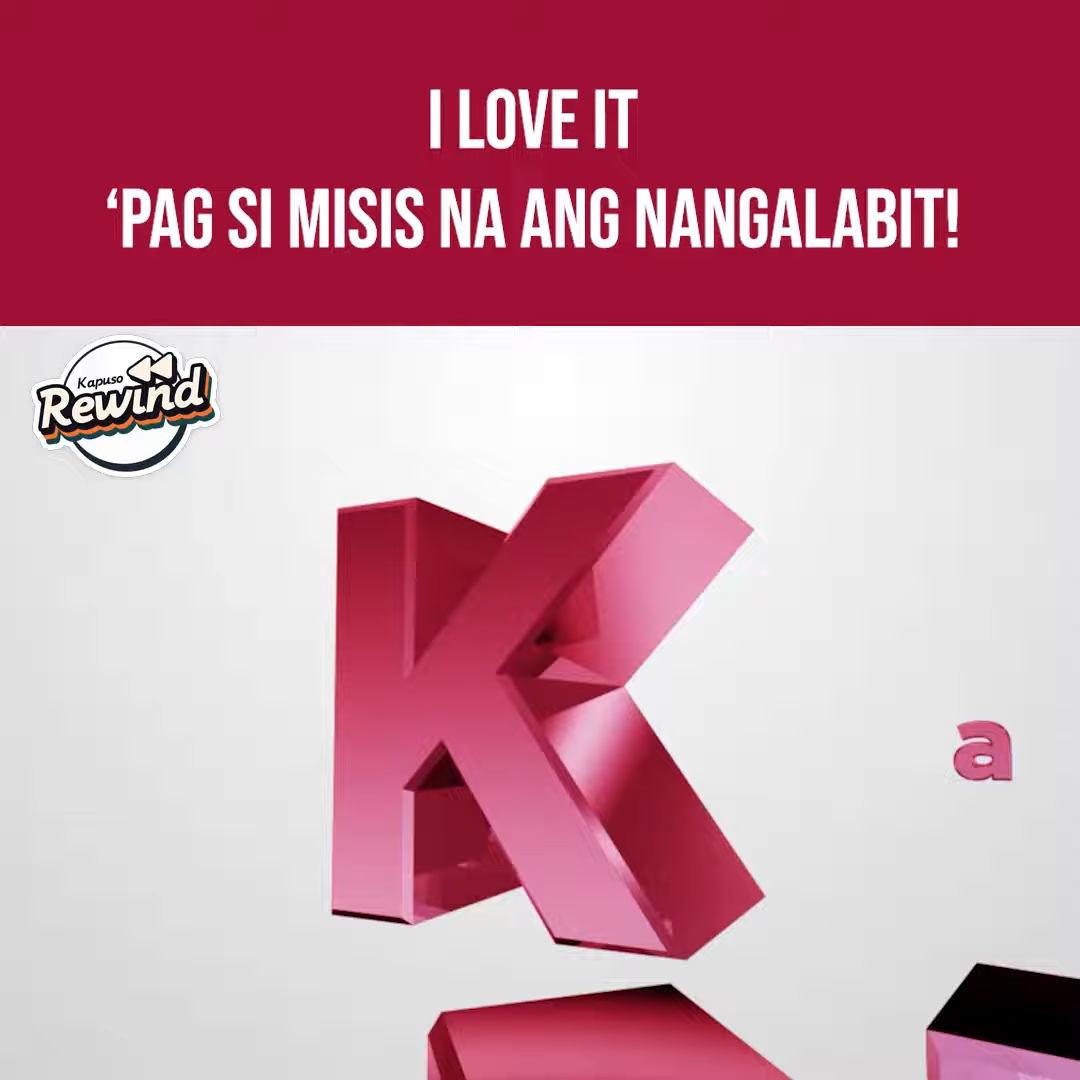 I LOVE IT
‘PAG SI MISIS NA ANG NANGALABIT!
Kapuso
Rewind
K
a